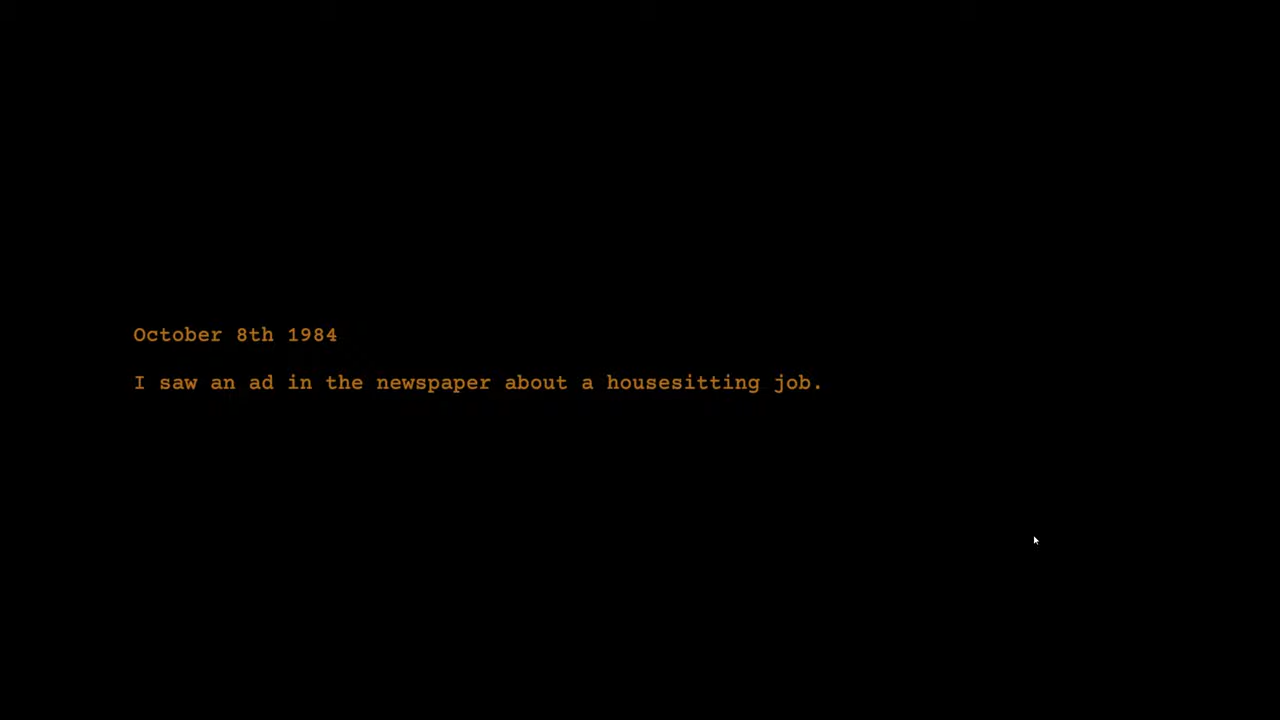 October 8th 1984
I saw an ad in the newspaper about a housesitting job.